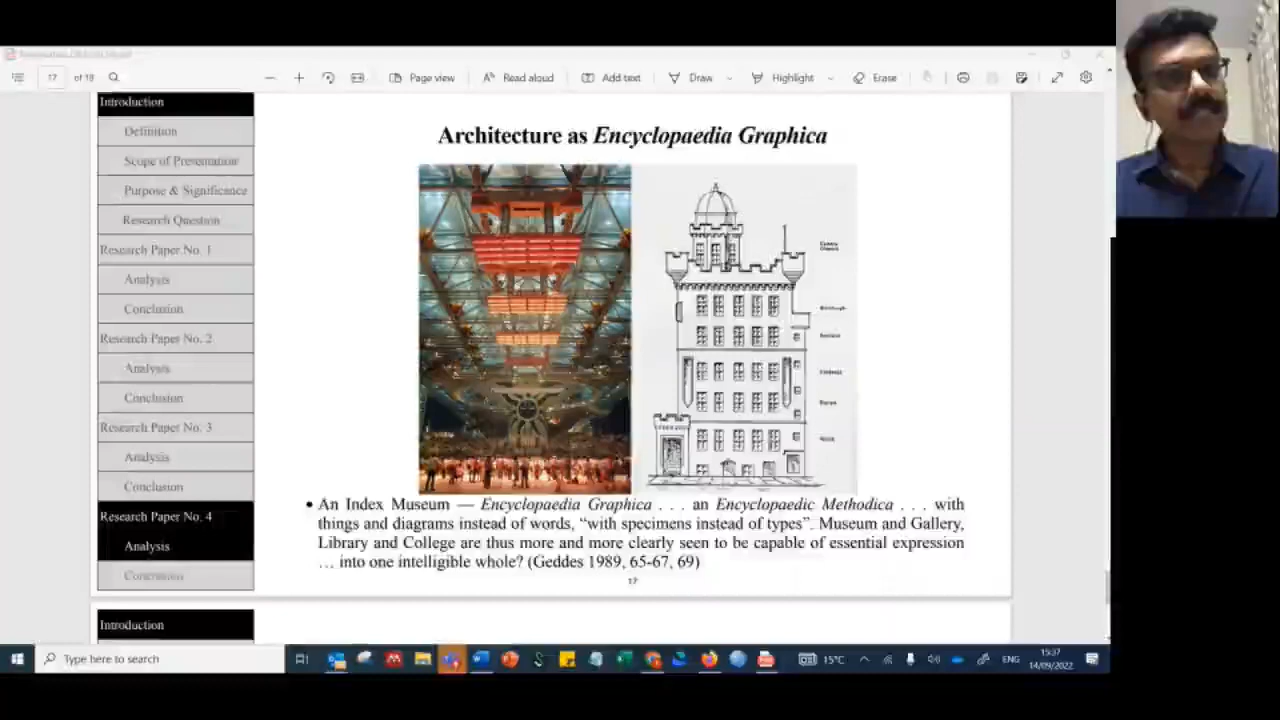 17
of 18
Page view
Read aloud
Add text
Draw
Highlight
Erase
Introduction
Definition
Scope of Presentation
Purpose & Significance
Research Question
Research Paper No. 1
Analysis
Conclusion
Research Paper No. 2
Analysis
Conclusion
Research Paper No. 3
Analysis
Conclusion
Research Paper No. 4
Analysis
Conclusion
Architecture as Encyclopaedia Graphica
• An Index Museum — Encyclopaedia Graphica . . . an Encyclopaedic Methodica . . . with
things and diagrams instead of words, “with specimens instead of types”. Museum and Gallery,
Library and College are thus more and more clearly seen to be capable of essential expression
… into one intelligible whole? (Geddes 1989, 65-67, 69)
17
Introduction
Type here to search
15°C
ENG
15:37
14/09/2022